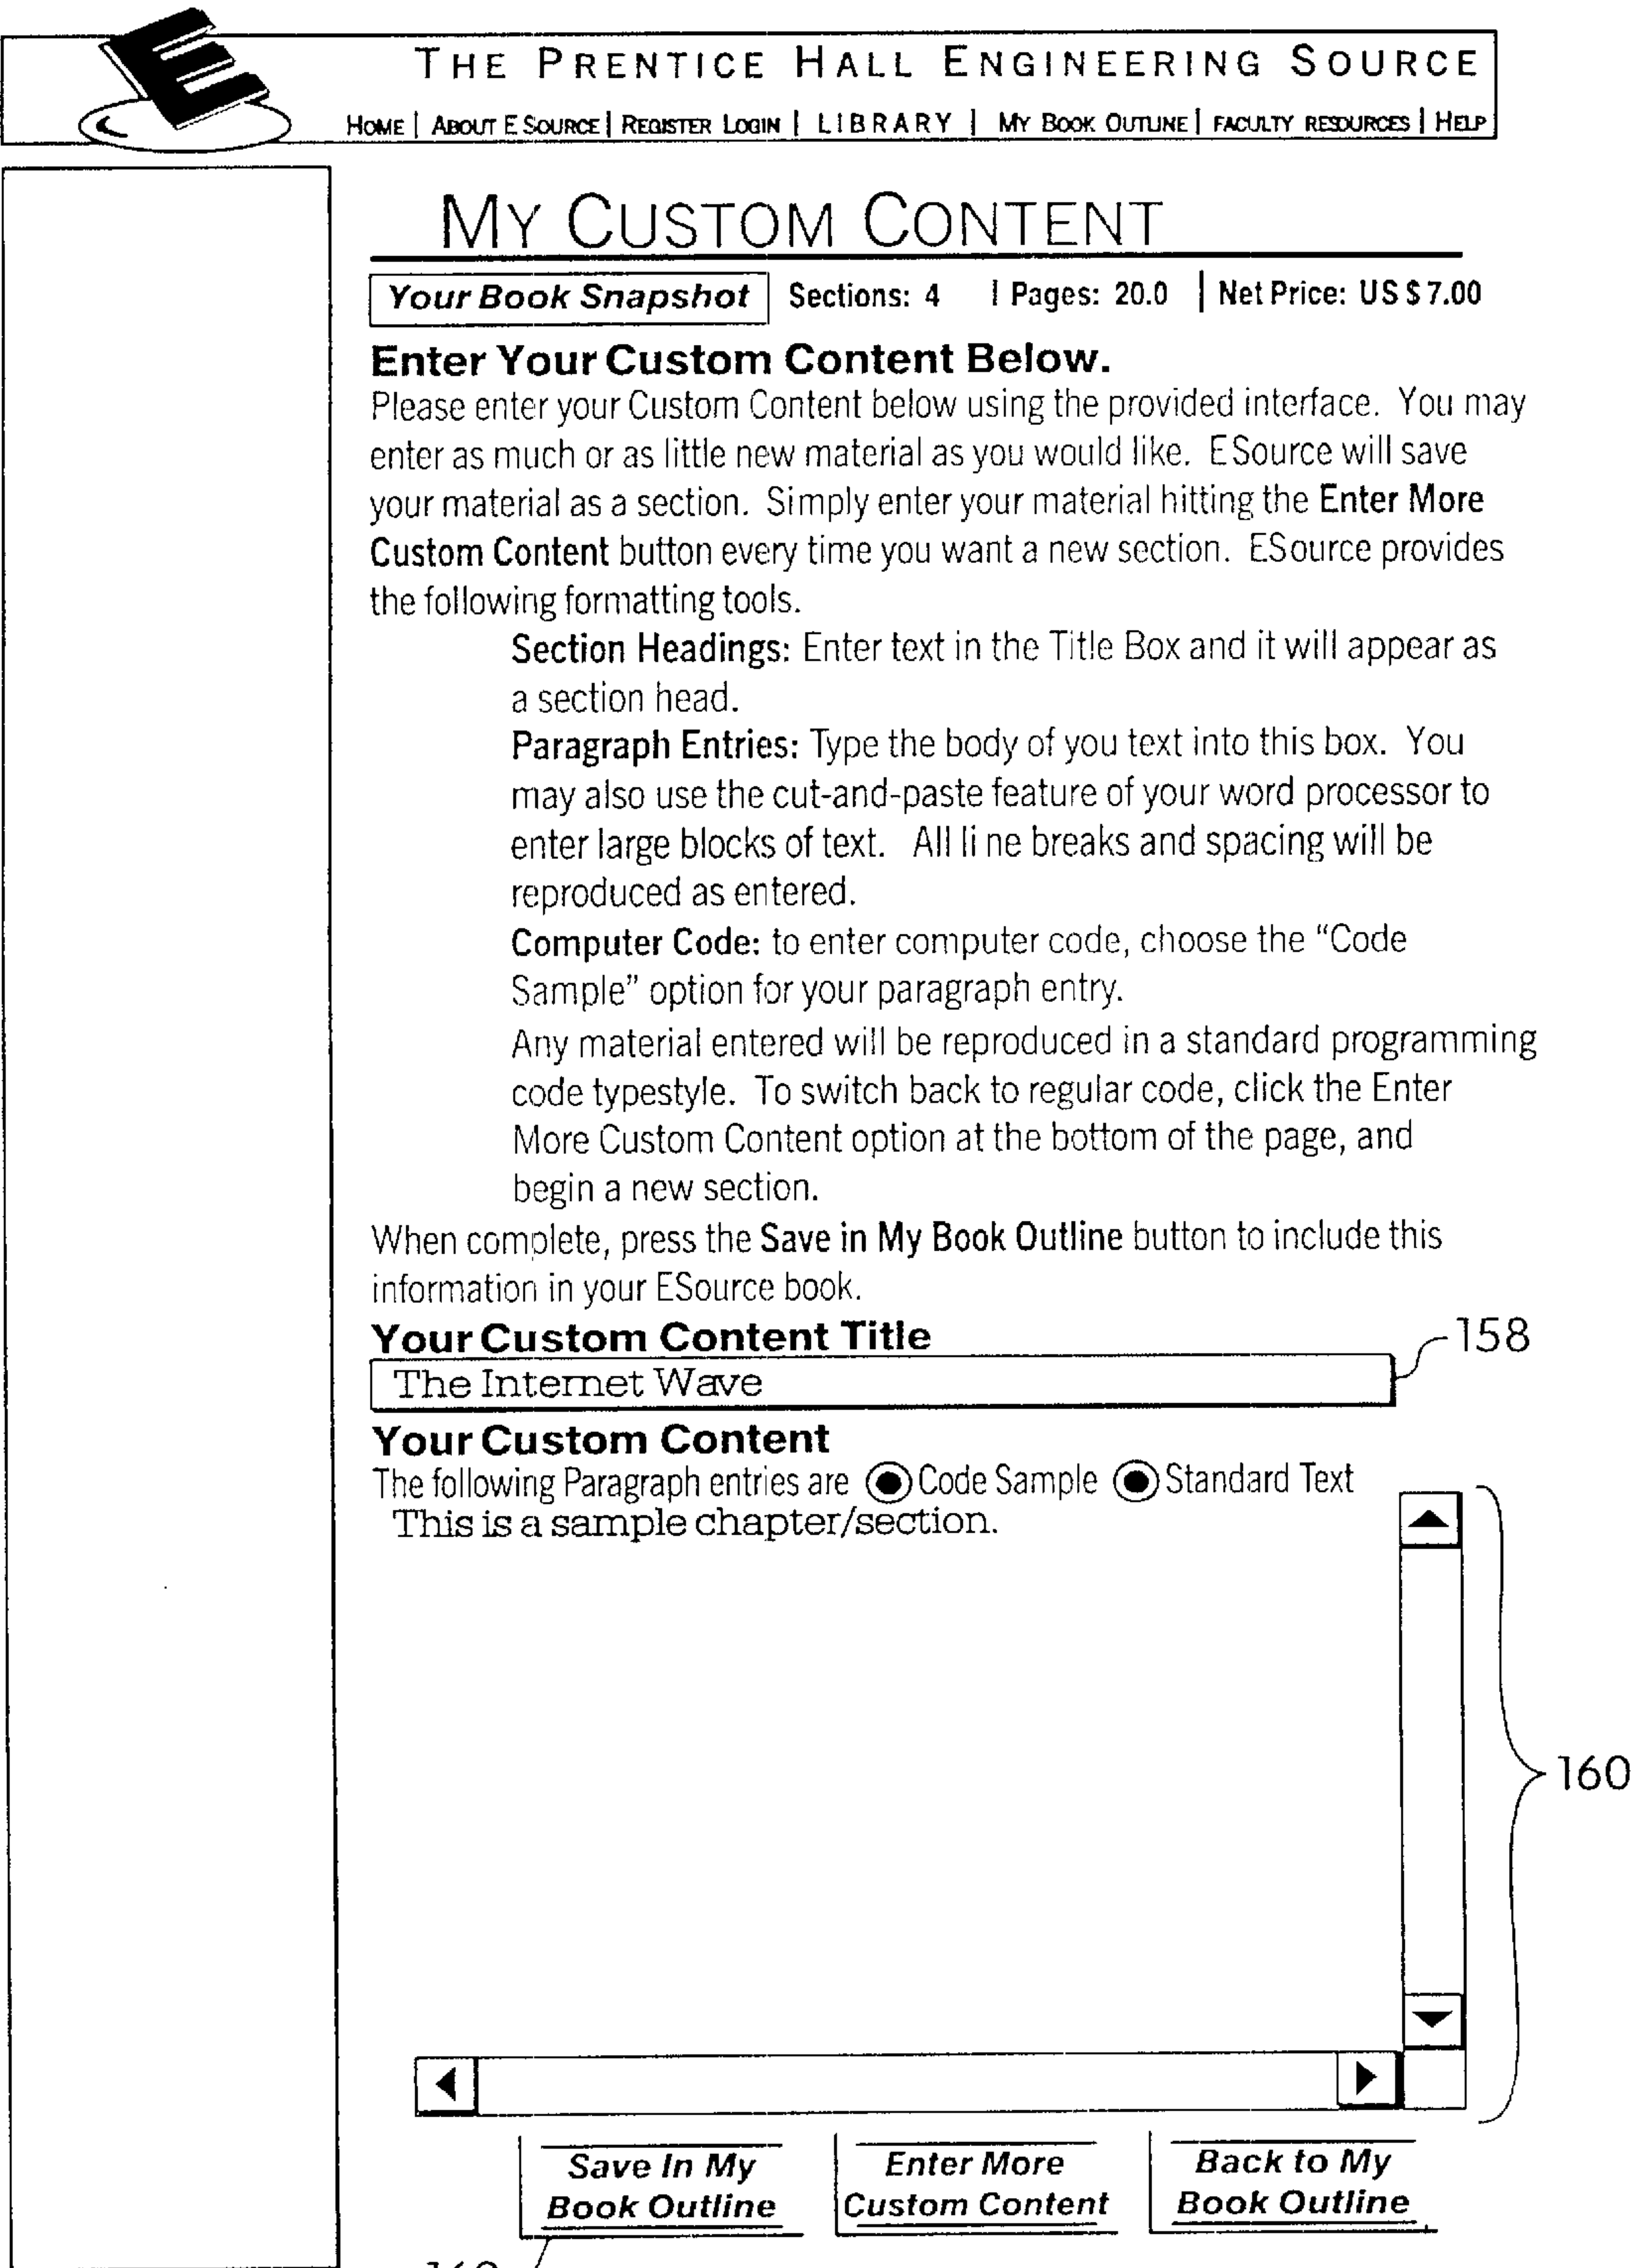 E
THE PRENTICE HALL ENGINEERING SOURCE
HOME | ABOUT E SOURCE | REGISTER LOGIN | LIBRARY | MY BOOK OUTLINE | FACULTY RESOURCES | HELP
MY CUSTOM CONTENT
Your Book Snapshot Sections: 4 | Pages: 20.0 | Net Price: US $ 7.00
Enter Your Custom Content Below.
Please enter your Custom Content below using the provided interface. You may
enter as much or as little new material as you would like. ESource will save
your material as a section. Simply enter your material hitting the Enter More
Custom Content button every time you want a new section. ESource provides
the following formatting tools.
Section Headings: Enter text in the Title Box and it will appear as
a section head.
Paragraph Entries: Type the body of you text into this box. You
may also use the cut-and-paste feature of your word processor to
enter large blocks of text. All li ne breaks and spacing will be
reproduced as entered.
Computer Code: to enter computer code, choose the "Code
Sample" option for your paragraph entry.
Any material entered will be reproduced in a standard programming
code typestyle. To switch back to regular code, click the Enter
More Custom Content option at the bottom of the page, and
begin a new section.
When complete, press the Save in My Book Outline button to include this
information in your ESource book.
Your Custom Content Title
158
The Internet Wave
Your Custom Content
The following Paragraph entries are Code Sample Standard Text
This is a sample chapter/section.
160
Save In My
Book Outline
Enter More
Custom Content
Back to My
Book Outline